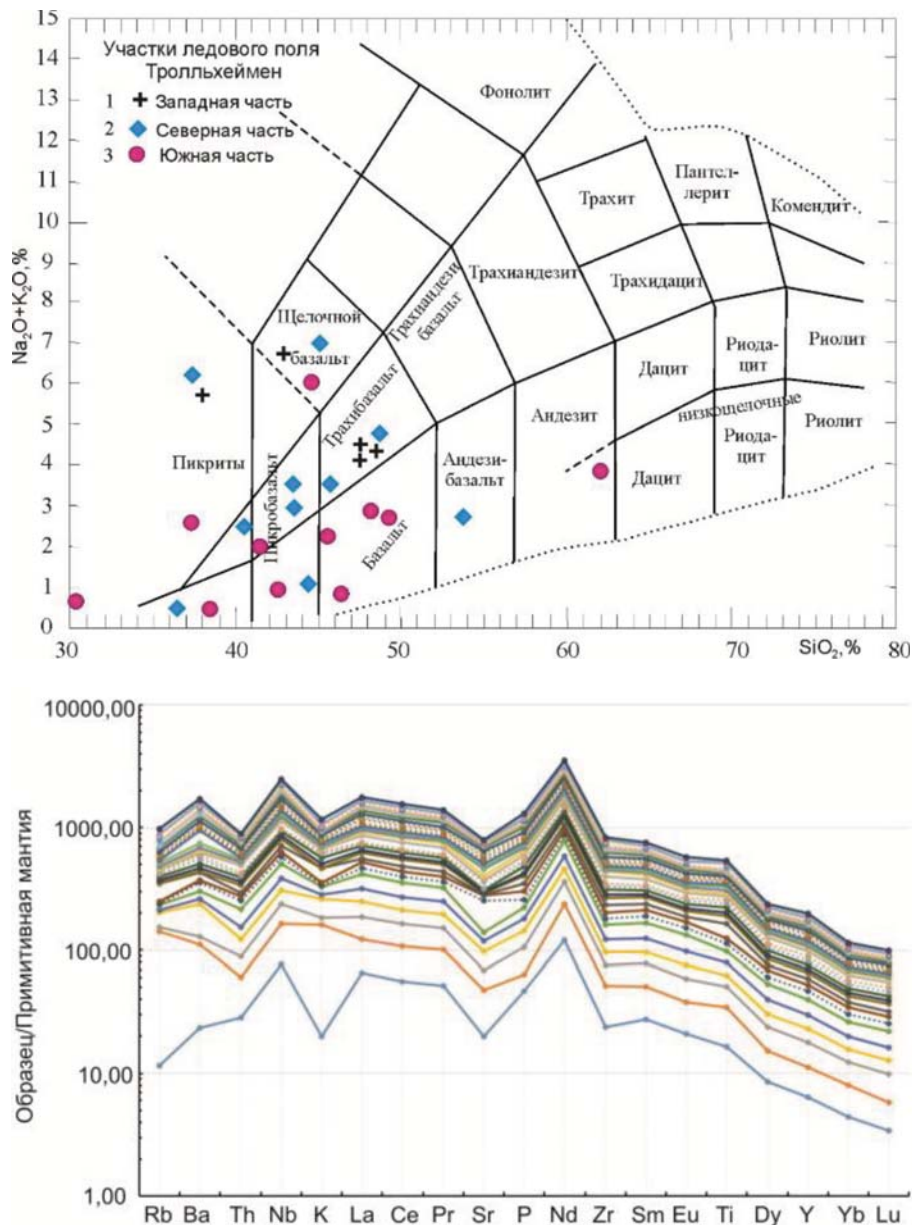 15
14
13
12
11
10
9
8
7
6
5
4
3
2
1
0
Na₂O+K₂O,%
Участки ледового поля
Тролльхеймен
1 Западная часть
2 Северная часть
3 Южная часть
Фонолит
Трахит
Пантел-
лерит
Комендит
Трахиандезит
Трахидацит
Щелочной
базальт
Трахиандези
базальт
Трахибазальт
Пикриты
Пикробазальт
Базальт
Андези-
базальт
Андезит
Дацит
Риода-
цит
Риолит
низкощелочные
Дацит
Риода-
цит
Риолит
30 40 50 60 70 SiO₂,% 80
Образец/Примитивная мантия
10000,00
1000,00
100,00
10,00
1,00
Rb Ba Th Nb K La Ce Pr Sr P Nd Zr Sm Eu Ti Dy Y Yb Lu